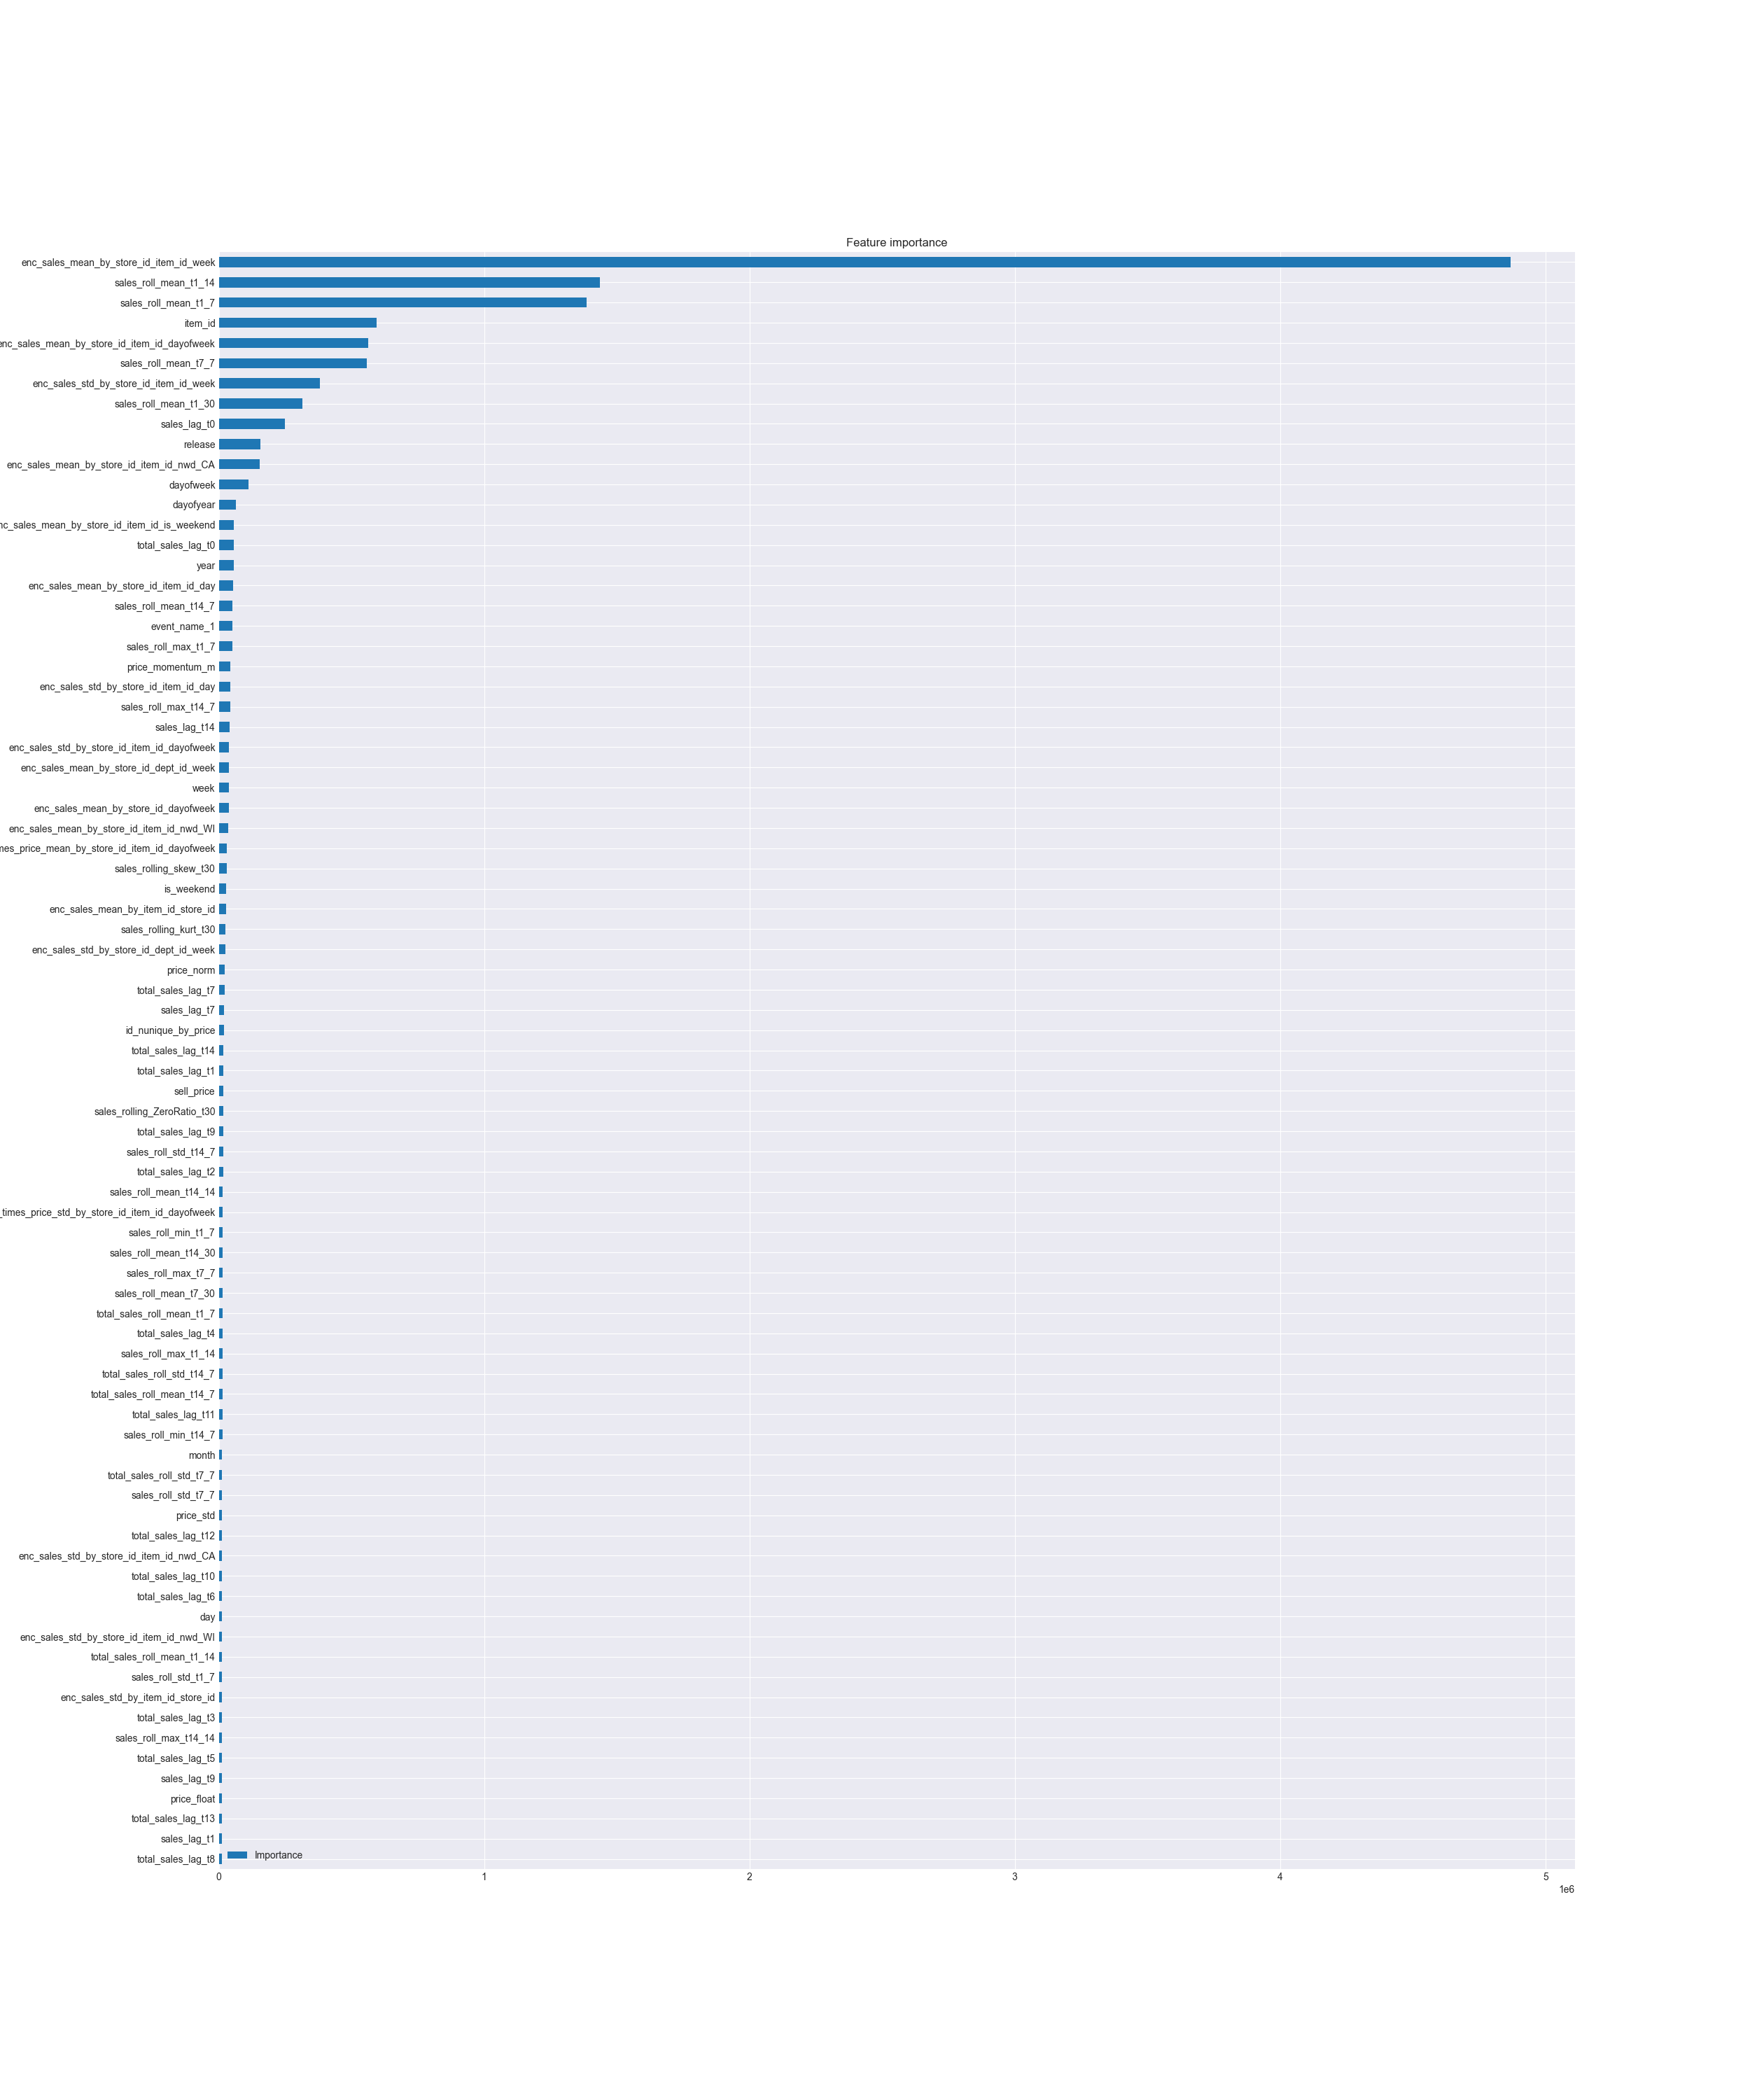 Feature importance
enc_sales_mean_by_store_id_item_id_week
sales_roll_mean_t1_14
sales_roll_mean_t1_7
item_id
enc_sales_mean_by_store_id_item_id_dayofweek
sales_roll_mean_t7_7
enc_sales_std_by_store_id_item_id_week
sales_roll_mean_t1_30
sales_lag_t0
release
enc_sales_mean_by_store_id_item_id_nwd_CA
dayofweek
dayofyear
nc_sales_mean_by_store_id_item_id_is_weekend
total_sales_lag_t0
year
enc_sales_mean_by_store_id_item_id_day
sales_roll_mean_t14_7
event_name_1
sales_roll_max_t1_7
price_momentum_m
enc_sales_std_by_store_id_item_id_day
sales_roll_max_t14_7
sales_lag_t14
enc_sales_std_by_store_id_item_id_dayofweek
enc_sales_mean_by_store_id_dept_id_week
week
enc_sales_mean_by_store_id_dayofweek
enc_sales_mean_by_store_id_item_id_nwd_WI
mes_price_mean_by_store_id_item_id_dayofweek
sales_rolling_skew_t30
is_weekend
enc_sales_mean_by_item_id_store_id
sales_rolling_kurt_t30
enc_sales_std_by_store_id_dept_id_week
price_norm
total_sales_lag_t7
sales_lag_t7
id_nunique_by_price
total_sales_lag_t14
total_sales_lag_t1
sell_price
sales_rolling_ZeroRatio_t30
total_sales_lag_t9
sales_roll_std_t14_7
total_sales_lag_t2
sales_roll_mean_t14_14
_times_price_std_by_store_id_item_id_dayofweek
sales_roll_min_t1_7
sales_roll_mean_t14_30
sales_roll_max_t7_7
sales_roll_mean_t7_30
total_sales_roll_mean_t1_7
total_sales_lag_t4
sales_roll_max_t1_14
total_sales_roll_std_t14_7
total_sales_roll_mean_t14_7
total_sales_lag_t11
sales_roll_min_t14_7
month
total_sales_roll_std_t7_7
sales_roll_std_t7_7
price_std
total_sales_lag_t12
enc_sales_std_by_store_id_item_id_nwd_CA
total_sales_lag_t10
total_sales_lag_t6
day
enc_sales_std_by_store_id_item_id_nwd_WI
total_sales_roll_mean_t1_14
sales_roll_std_t1_7
enc_sales_std_by_item_id_store_id
total_sales_lag_t3
sales_roll_max_t14_14
total_sales_lag_t5
sales_lag_t9
price_float
total_sales_lag_t13
sales_lag_t1
total_sales_lag_t8
Importance
0 1 2 3 4 5
1e6